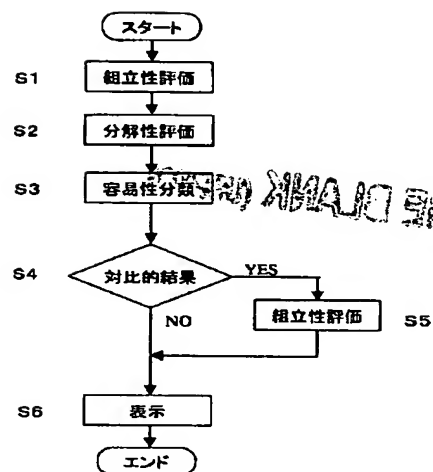 スタート
S1 組立性評価
S2 分解性評価
S3 容易性分類
S4 対比的結果 YES
NO 組立性評価 S5
S6 表示
エンド